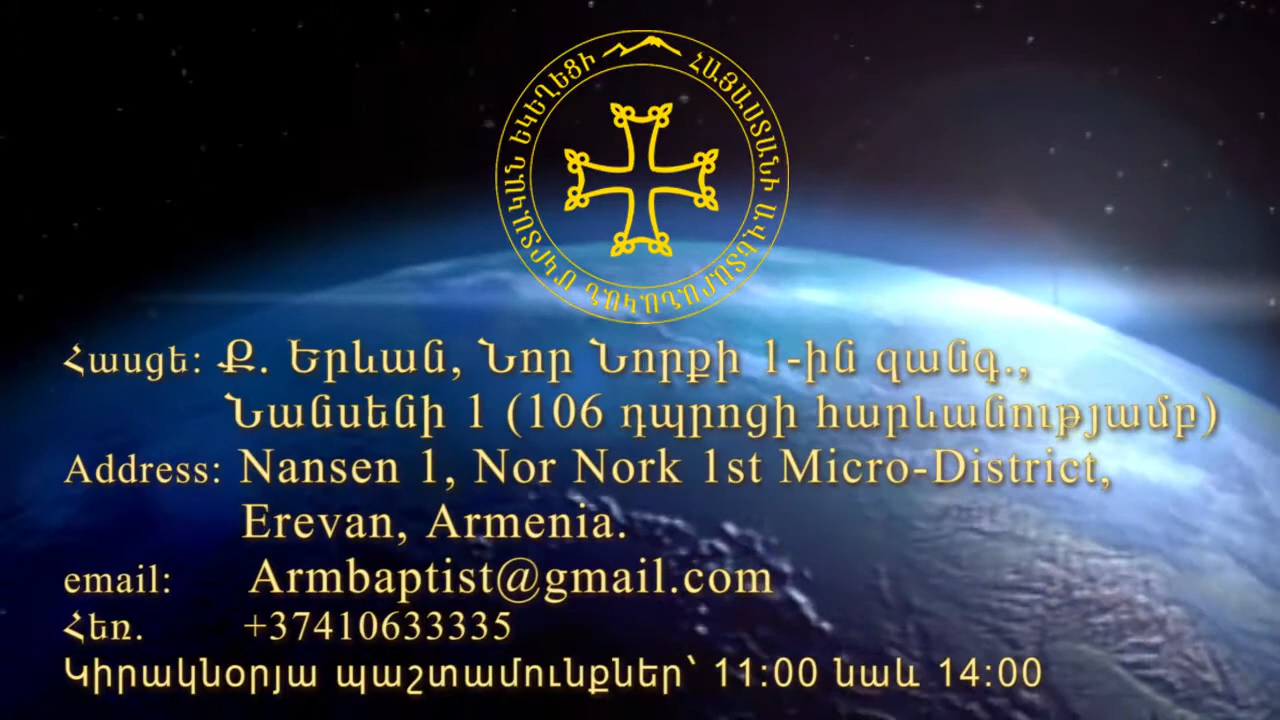 ՀԱՅԱՍՏԱՆԻ ԱՎԵՏԱՐԱՆԱԿԱՆ ՄԿՐՏԱԿԱՆ ԵԿԵՂԵՑԻ
Հասցե: Ք. Երևան, Նոր Նորքի 1-ին զանգ.,
Նանսենի 1 (106 դպրոցի հարևանությամբ)
Address: Nansen 1, Nor Nork 1st Micro-District,
Erevan, Armenia.
email: Armbaptist@gmail.com
Հեռ. +37410633335
Կիրակնօրյա պաշտամունքներ՝ 11:00 նաև 14:00